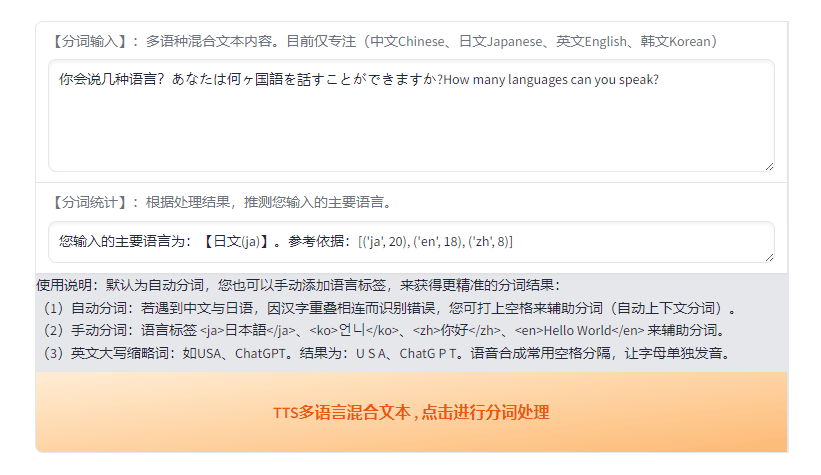 【分词输入】：多语种混合文本内容。目前仅专注（中文Chinese、日文Japanese、英文English、韩文Korean）
你会说几种语言？あなたは何ヶ国語を話すことができますか?How many languages can you speak?
【分词统计】：根据处理结果，推测您输入的主要语言。
您输入的主要语言为：【日文(ja)】。参考依据：[('ja', 20), ('en', 18), ('zh', 8)]
使用说明：默认为自动分词，您也可以手动添加语言标签，来获得更精准的分词结果：
（1）自动分词：若遇到中文与日语，因汉字重叠相连而识别错误，您可打上空格来辅助分词（自动上下文分词）。
（2）手动分词：语言标签 <ja>日本語</ja>、<ko>언니</ko>、<zh>你好</zh>、<en>Hello World</en> 来辅助分词。
（3）英文大写缩略词：如USA、ChatGPT。结果为：U S A、ChatG P T。语音合成常用空格分隔，让字母单独发音。
TTS多语言混合文本 , 点击进行分词处理